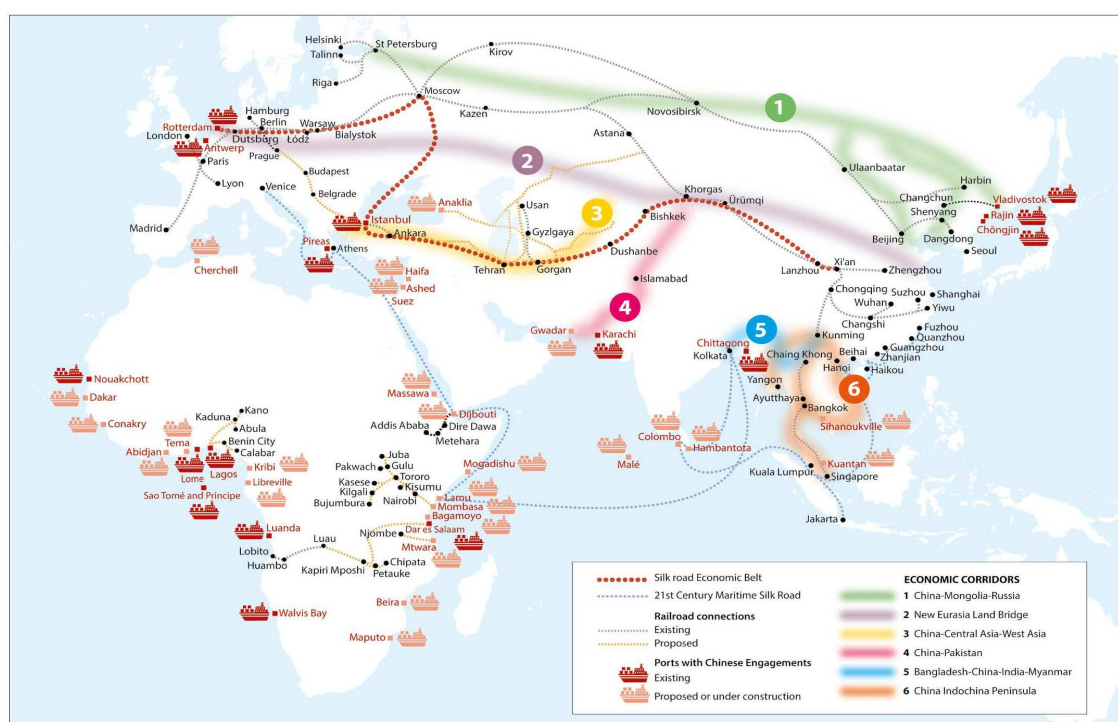 Helsinki
Talinn
Riga
St Petersburg
Kirov
Moscow
Kazen
Novosibirsk
1
Hamburg
Berlin
Rotterdam
London
Dutsburg
Antwerp
Łódź
Warsaw
Bialystok
Prague
Paris
Lyon
Venice
Budapest
Belgrade
Madrid
Astana
2
Ulaanbaatar
Harbin
Changchun
Shenyang
Vladivostok
Rajin
Chôngjin
Dangdong
Beijing
Seoul
Khorgas
Ürümqi
Bishkek
3
Usan
Anaklia
Gyzlgaya
Istanbul
Ankara
Pireas
Athens
Tehran
Gorgan
Dushanbe
Lanzhou
Xi'an
Zhengzhou
Cherchell
Haifa
Ashed
Suez
Islamabad
4
Gwadar
Karachi
Chongqing
Suzhou
Wuhan
Shanghai
Yiwu
Changshi
Kunming
Fuzhou
Quanzhou
Guangzhou
Zhanjian
Haikou
Beihai
Hanoi
Chaing Khong
5
Chittagong
Kolkata
Yangon
Ayutthaya
Bangkok
6
Sihanoukville
Kuantan
Kuala Lumpur
Singapore
Jakarta
Colombo
Hambantota
Malé
Nouakchott
Dakar
Conakry
Kano
Kaduna
Abula
Tema
Benin City
Abidjan
Calabar
Lome
Lagos
Kribi
Libreville
Sao Tomé and Principe
Massawa
Djibouti
Addis Ababa
Dire Dawa
Metehara
Mogadishu
Juba
Pakwach
Gulu
Kasese
Tororo
Kilgali
Kisumu
Bujumbura
Nairobi
Lamu
Mombasa
Bagamoyo
Dar es Salaam
Njombe
Mtwara
Luanda
Lobito
Huambo
Luau
Kapiri Mposhi
Chipata
Petauke
Walvis Bay
Beira
Maputo
Silk road Economic Belt
21st Century Maritime Silk Road
Railroad connections
Existing
Proposed
Ports with Chinese Engagements
Existing
Proposed or under construction
ECONOMIC CORRIDORS
1 China-Mongolia-Russia
2 New Eurasia Land Bridge
3 China-Central Asia-West Asia
4 China-Pakistan
5 Bangladesh-China-India-Myanmar
6 China Indochina Peninsula